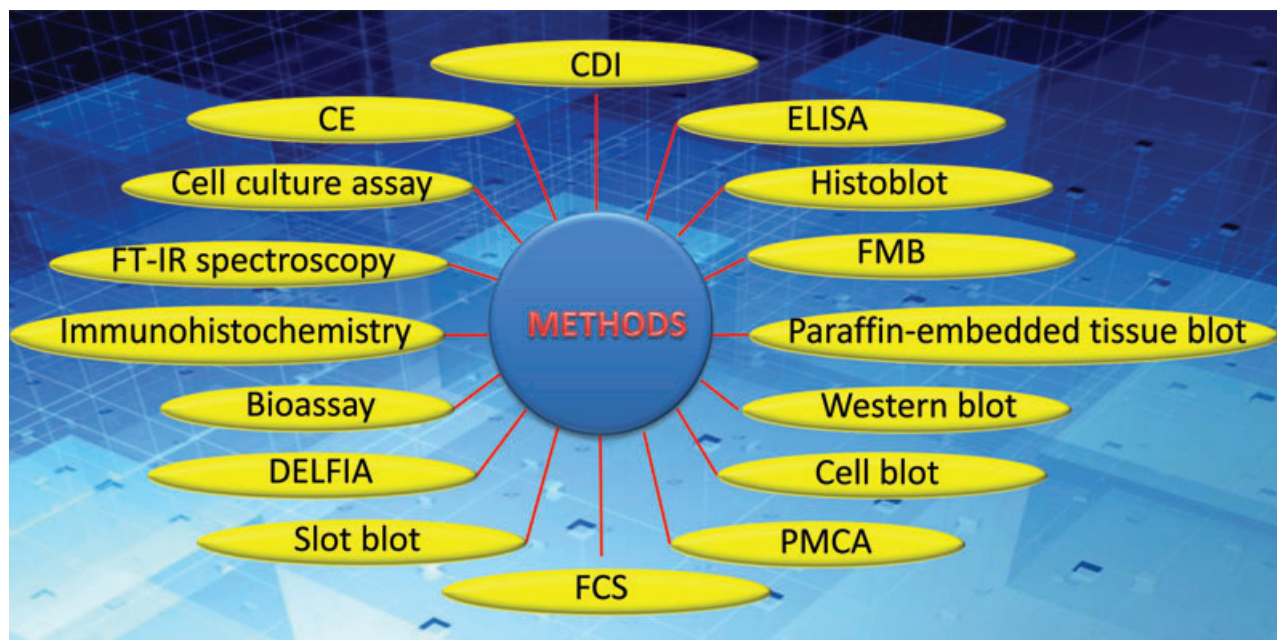 CDI
CE
ELISA
Cell culture assay
Histoblot
FT-IR spectroscopy
FMB
METHODS
Immunohistochemistry
Paraffin-embedded tissue blot
Bioassay
Western blot
DELFIA
Cell blot
Slot blot
PMCA
FCS